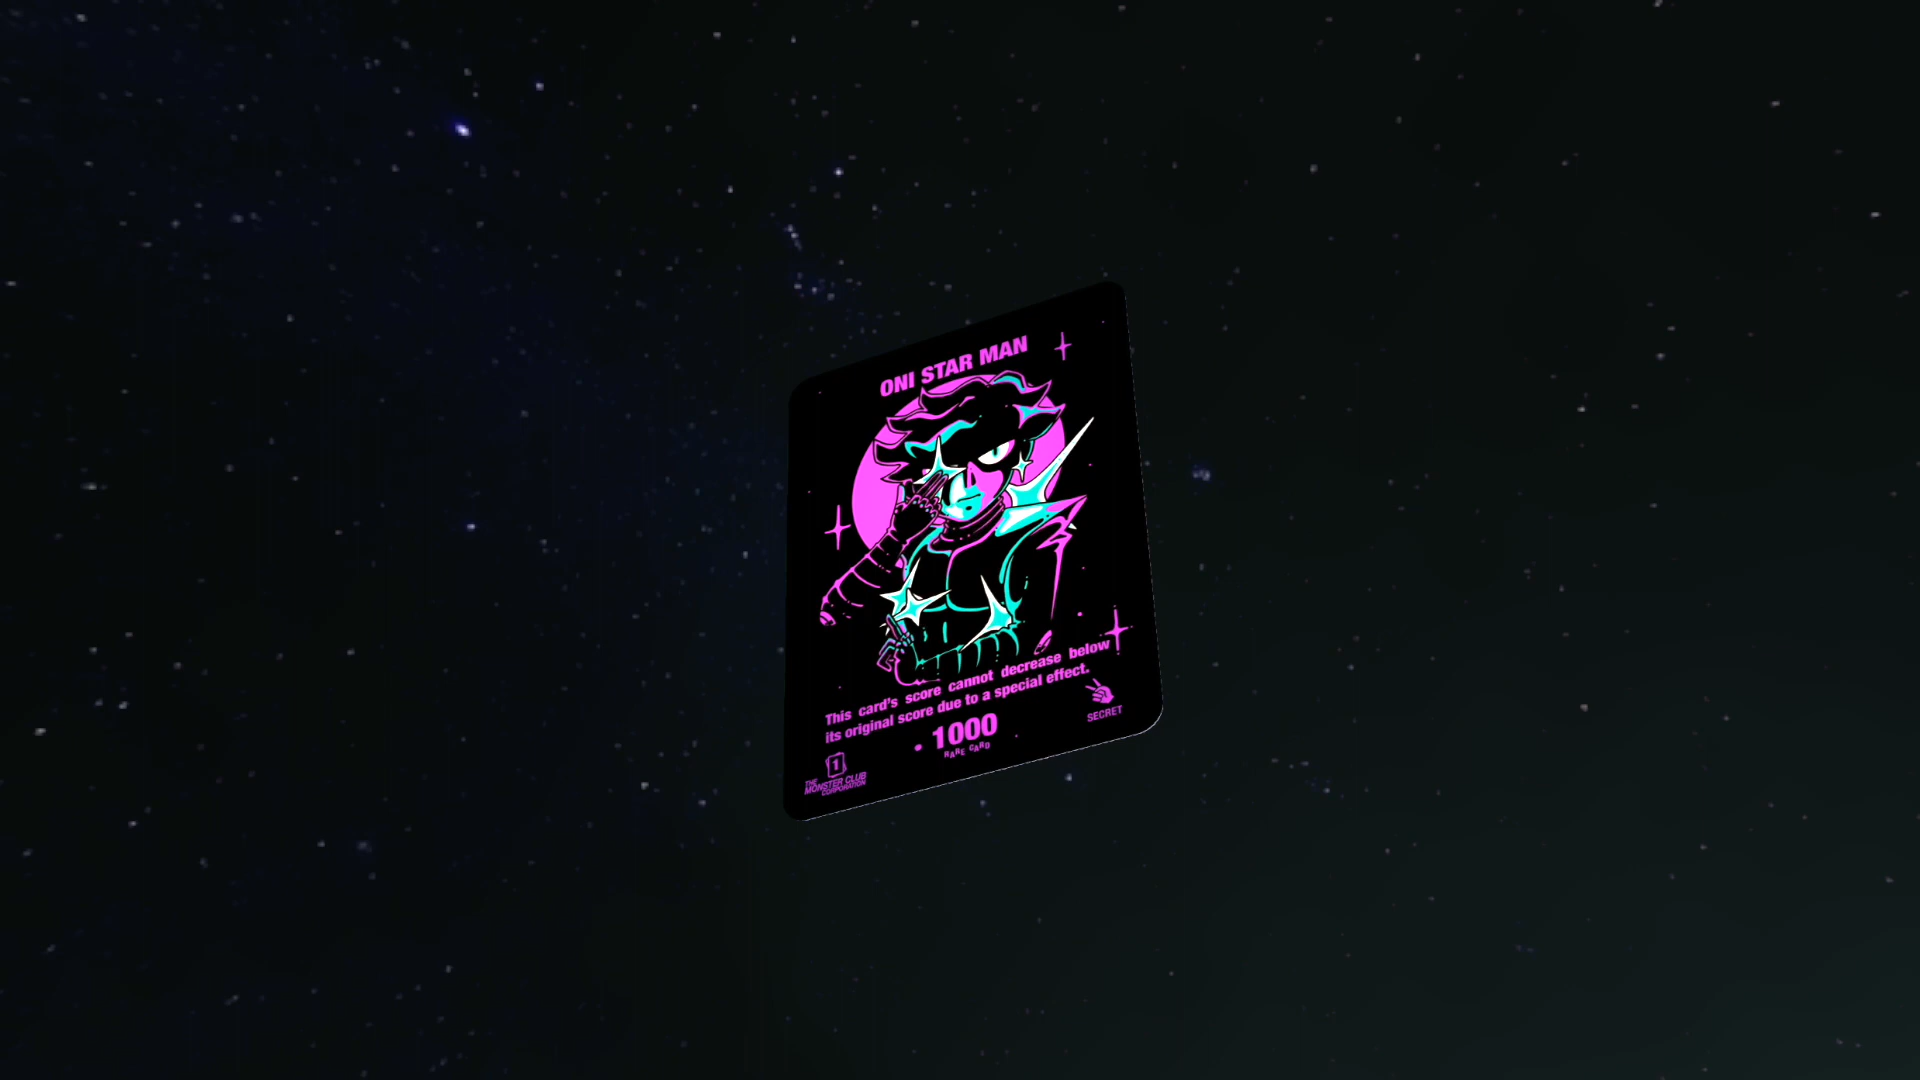 ONI STAR MAN
This card's score cannot decrease below
its original score due to a special effect.
1000
RARE CARD
SECRET
1
THE
MONSTER CLUB
CORPORATION